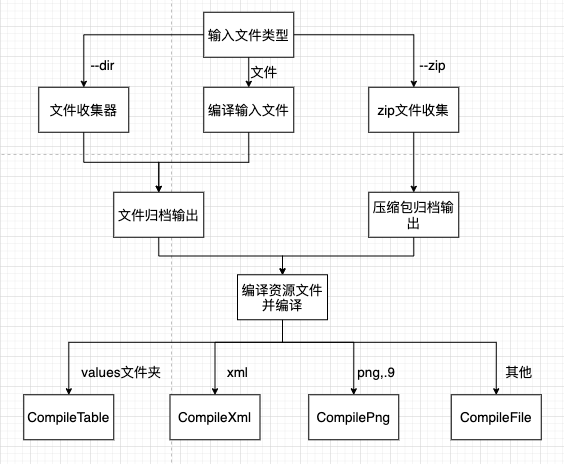 输入文件类型
--dir
文件
--zip
文件收集器
编译输入文件
zip文件收集
文件归档输出
压缩包归档输
出
编译资源文件
并编译
values文件夹
xml
png,.9
其他
CompileTable
CompileXml
CompilePng
CompileFile